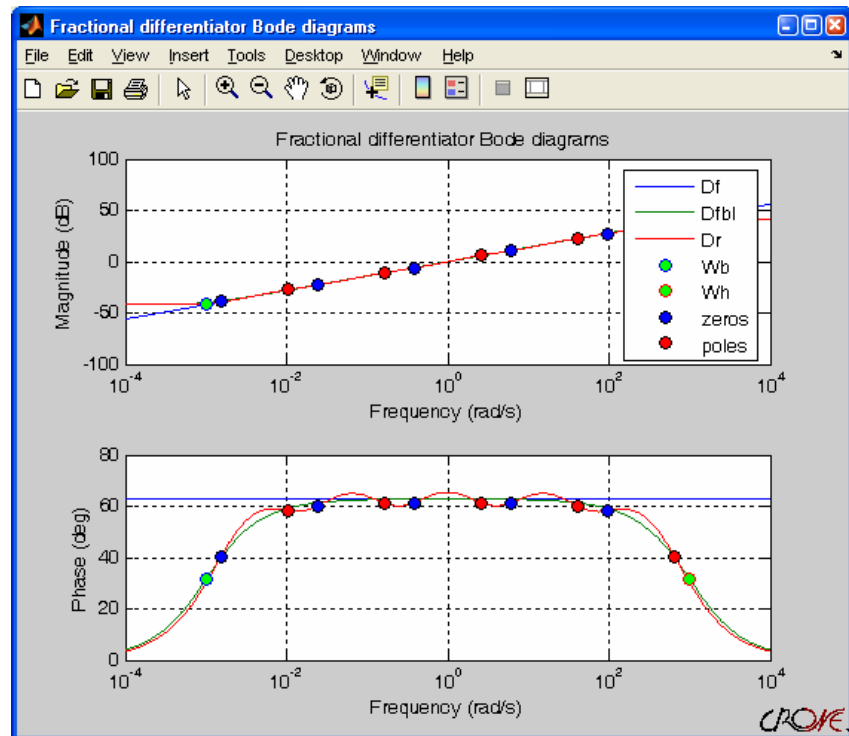 Fractional differentiator Bode diagrams
File Edit View Insert Tools Desktop Window Help
Fractional differentiator Bode diagrams
Magnitude (dB)
100
50
0
-50
-100
10^-4 10^-2 10^0 10^2 10^4
Frequency (rad/s)
Df
Dfbl
Dr
Wb
Wh
zeros
poles
Phase (deg)
80
60
40
20
0
10^-4 10^-2 10^0 10^2 10^4
Frequency (rad/s)
CRONE